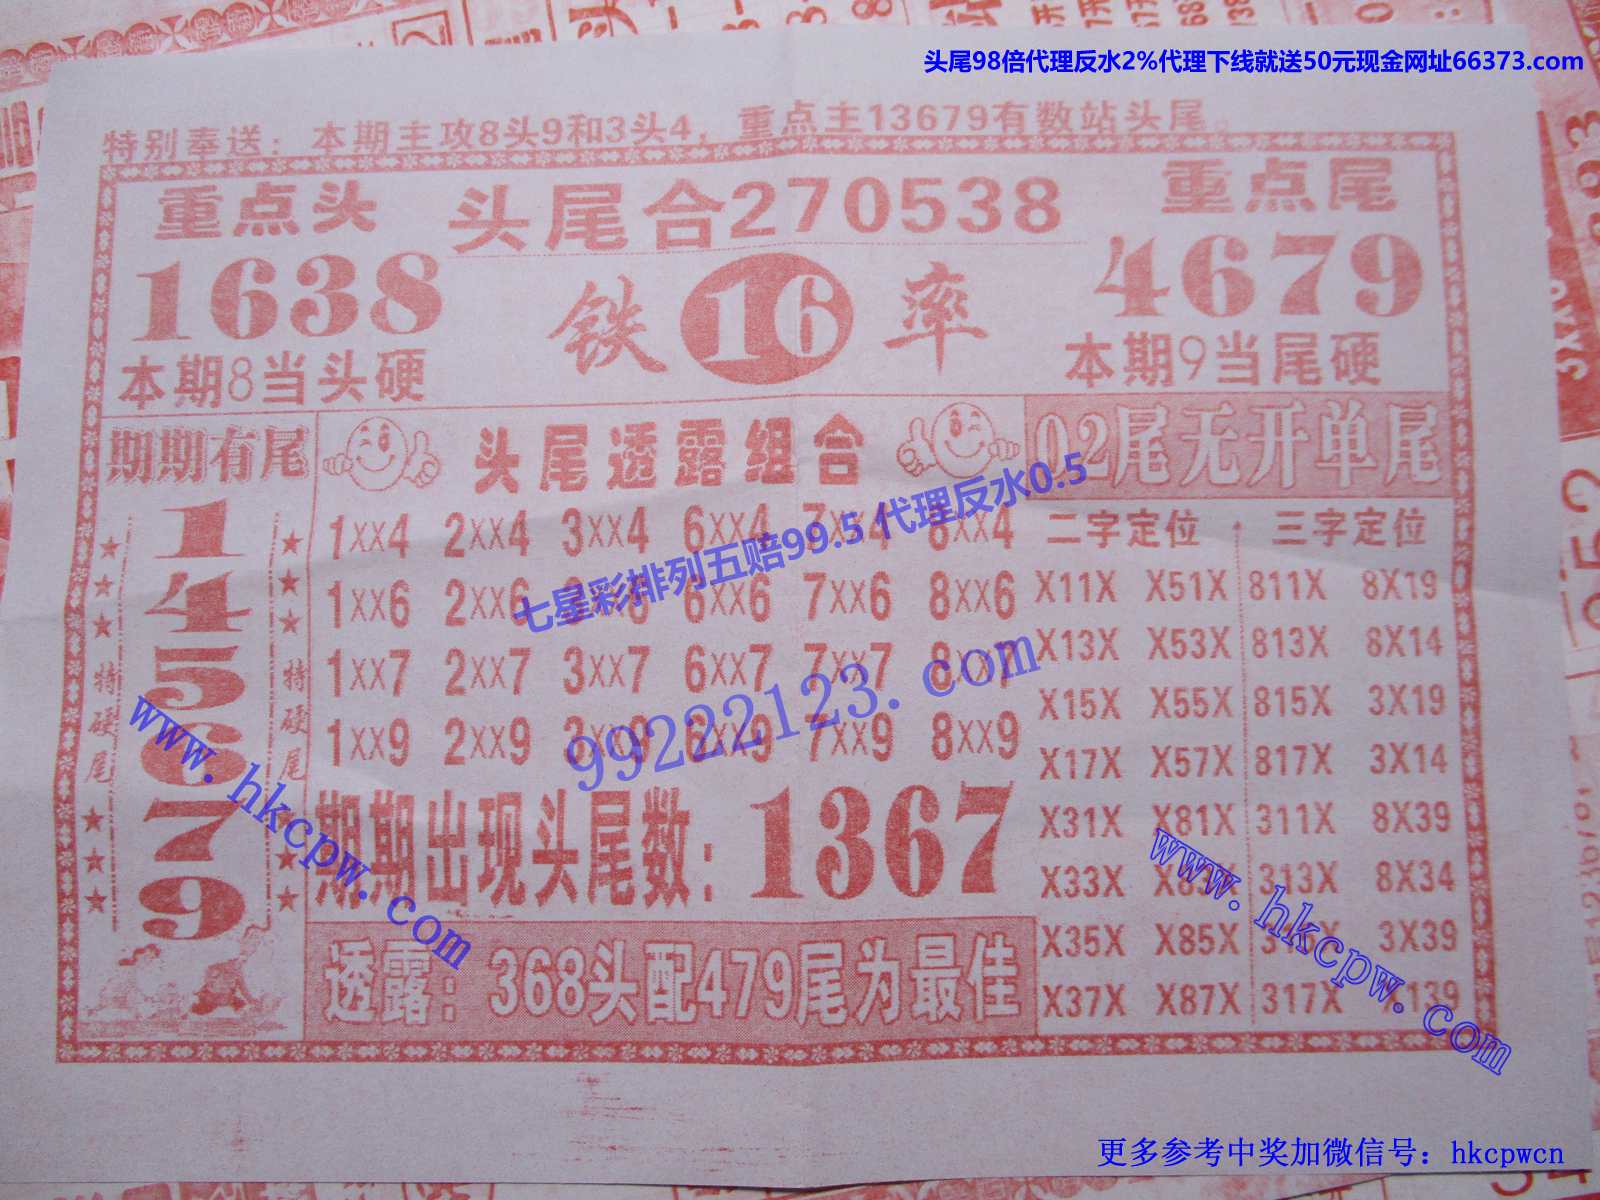 头尾98倍代理反水2%代理下线就送50元现金网址66373.com
特别奉送：本期主攻8头9和3头4，重点主13679有数站头尾。
重点头 头尾合270538 重点尾
1638 铁16率 4679
本期8当头硬 本期9当尾硬
期期有尾 头尾透露组合 02尾无开单尾
1
4
5
6
7
9
特硬尾 特硬尾
1xx4 2xx4 3xx4 6xx4 7xx4 8xx4
1xx6 2xx6 3xx6 6xx6 7xx6 8xx6
1xx7 2xx7 3xx7 6xx7 7xx7 8xx7
1xx9 2xx9 3xx9 6xx9 7xx9 8xx9
七星彩排列五赔99.5 代理反水0.5
99222123.com
期期出现头尾数：1367
透露：368头配479尾为最佳
二字定位 三字定位
X11X X51X 811X 8X19
X13X X53X 813X 8X14
X15X X55X 815X 3X19
X17X X57X 817X 3X14
X31X X81X 311X 8X39
X33X 313X 8X34
X35X X85X 3X39
X37X X87X 317X
www.hkcpw.com
www.hkcpw.com
更多参考中奖加微信号：hkcpwcn